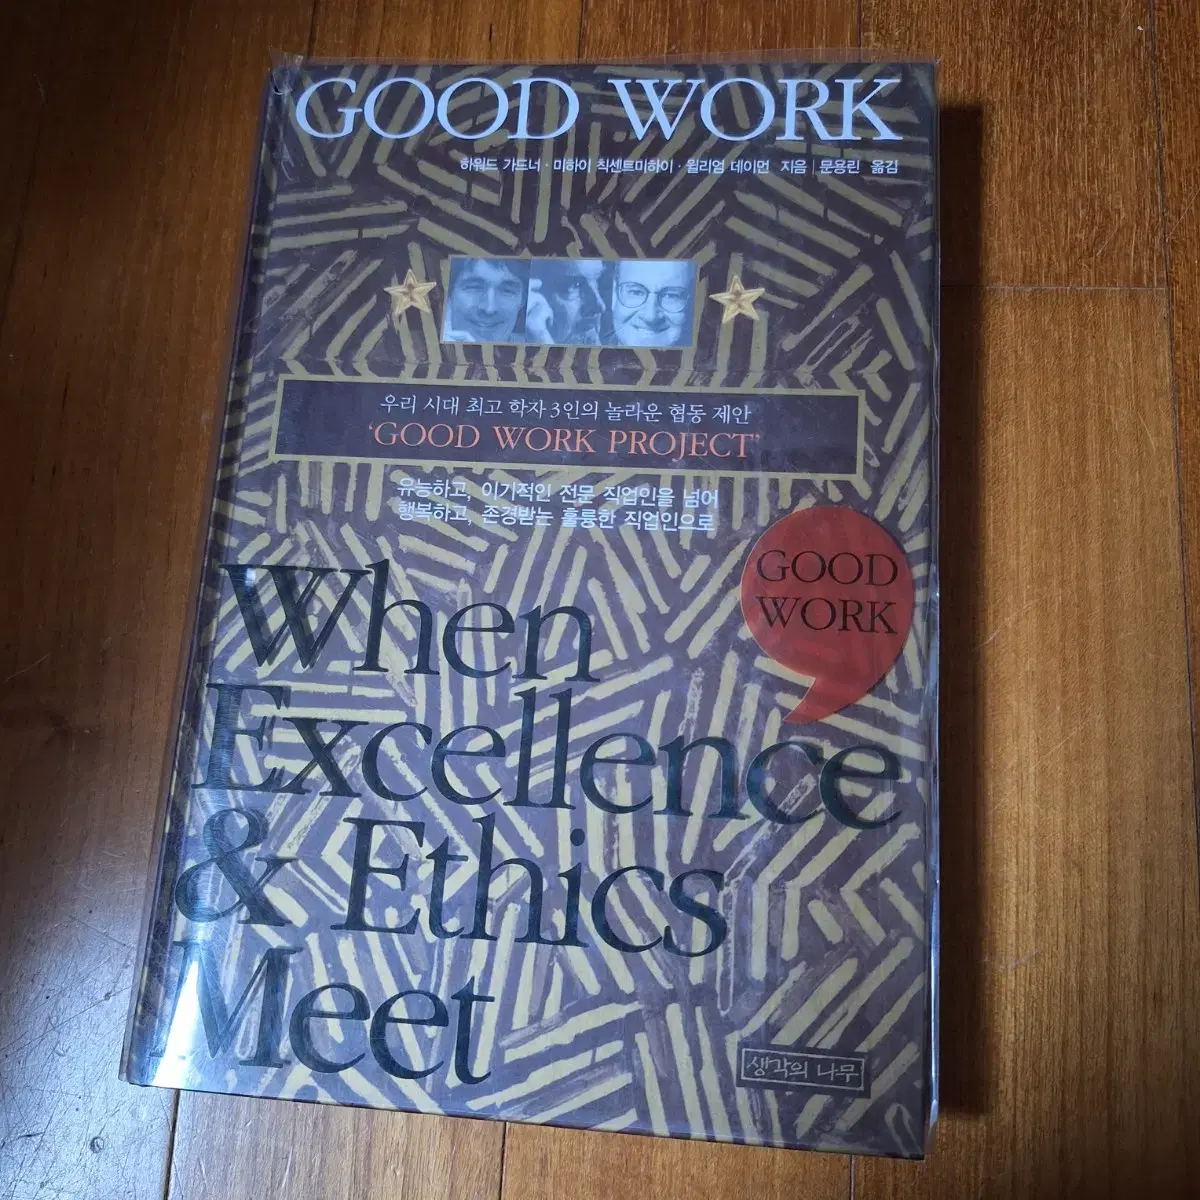 GOOD WORK
하워드 가드너 · 미하이 칙센트미하이 · 윌리엄 데이먼 지음 | 문용린 옮김
우리 시대 최고 학자 3인의 놀라운 협동 제안
‘GOOD WORK PROJECT’
유능하고, 이기적인 전문 직업인을 넘어
행복하고, 존경받는 훌륭한 직업인으로
GOOD
WORK
When
Excellence
& Ethics
Meet
생각의 나무